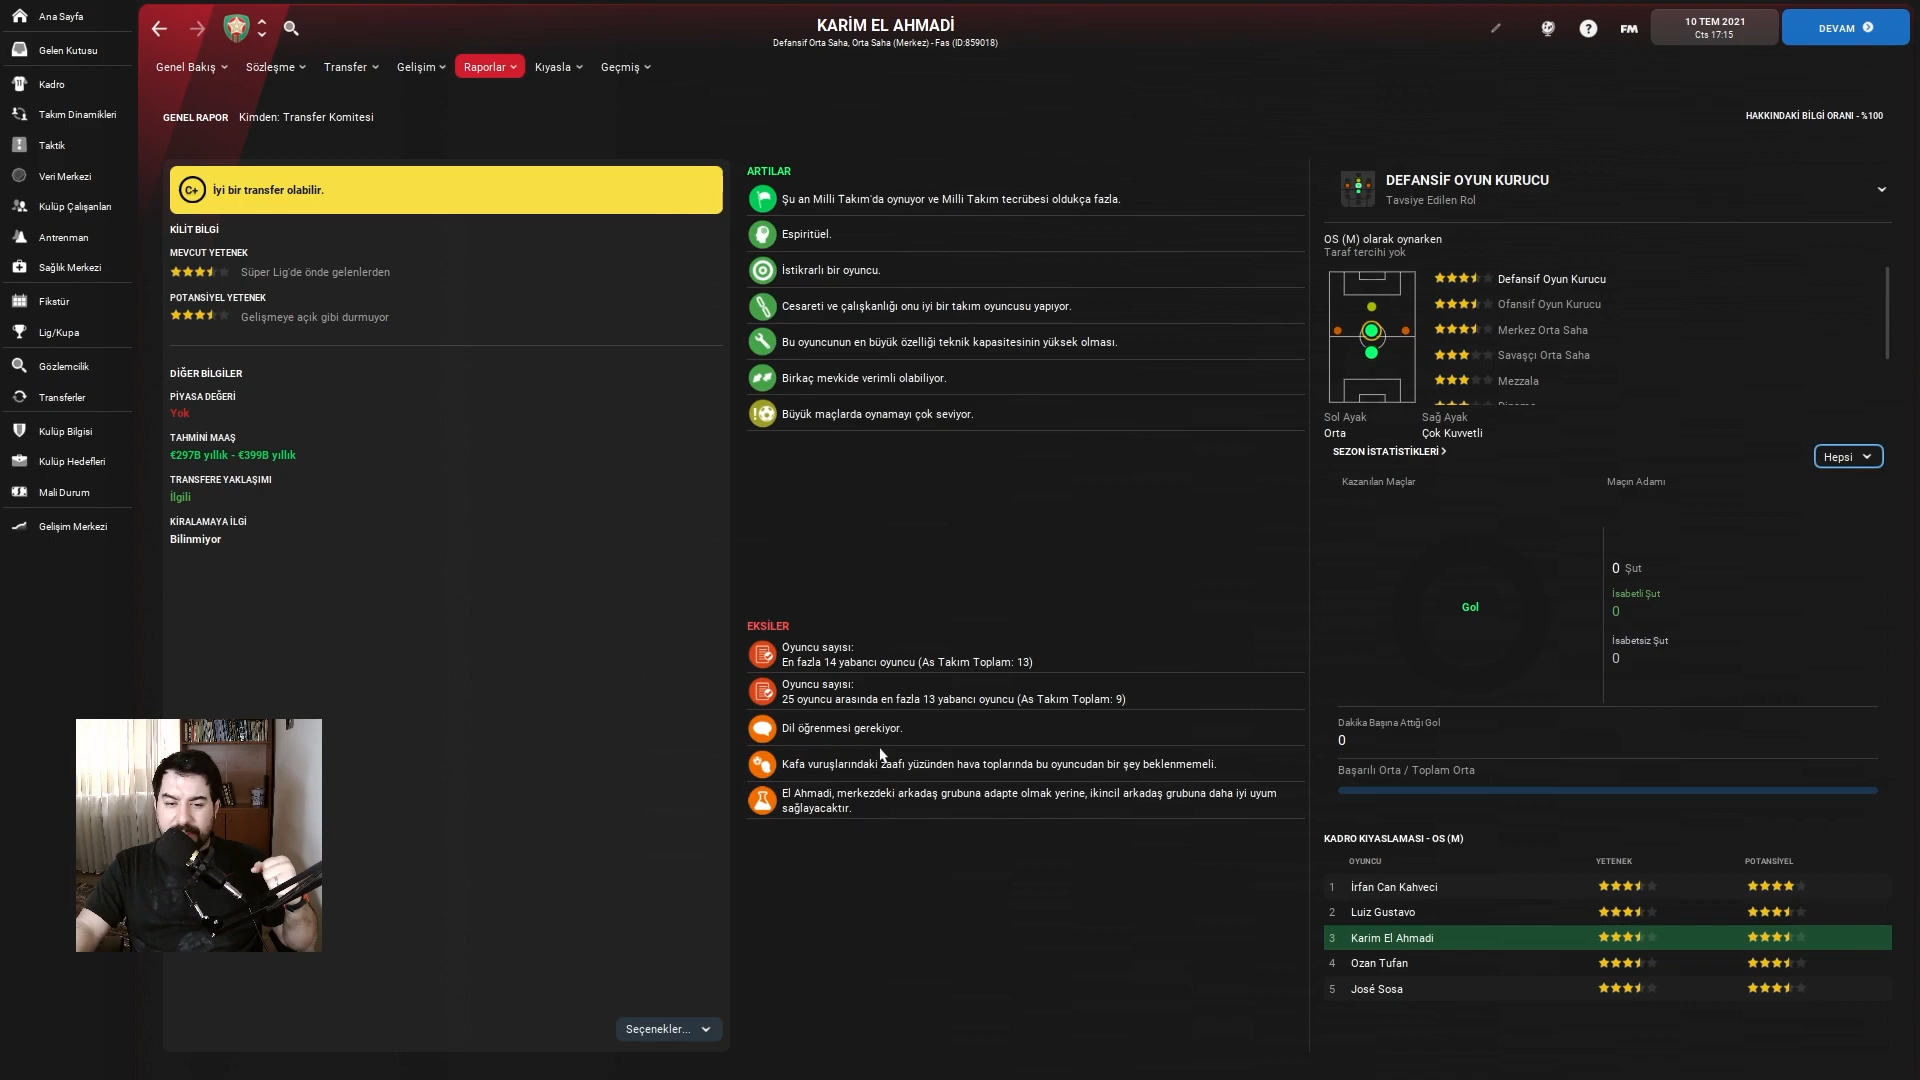 Ana Sayfa
Gelen Kutusu
Kadro
Takım Dinamikleri
Taktik
Veri Merkezi
Kulüp Çalışanları
Antrenman
Sağlık Merkezi
Fikstür
Lig/Kupa
Gözlemcilik
Transferler
Kulüp Bilgisi
Kulüp Hedefleri
Mali Durum
Gelişim Merkezi
KARİM EL AHMADİ
Defansif Orta Saha, Orta Saha (Merkez) - Fas (ID:859018)
?
FM
10 TEM 2021
Cts 17:15
DEVAM
Genel Bakış
Sözleşme
Transfer
Gelişim
Raporlar
Kıyasla
Geçmiş
GENEL RAPOR Kimden: Transfer Komitesi
HAKKINDAKİ BİLGİ ORANI - %100
C+ İyi bir transfer olabilir.
KİLİT BİLGİ
MEVCUT YETENEK
Süper Lig'de önde gelenlerden
POTANSİYEL YETENEK
Gelişmeye açık gibi durmuyor
DİĞER BİLGİLER
PİYASA DEĞERİ
Yok
TAHMİNİ MAAŞ
€297B yıllık - €399B yıllık
TRANSFERE YAKLAŞIMI
İlgili
KİRALAMAYA İLGİ
Bilinmiyor
Seçenekler...
ARTILAR
Şu an Milli Takım'da oynuyor ve Milli Takım tecrübesi oldukça fazla.
Espiritüel.
İstikrarlı bir oyuncu.
Cesareti ve çalışkanlığı onu iyi bir takım oyuncusu yapıyor.
Bu oyuncunun en büyük özelliği teknik kapasitesinin yüksek olması.
Birkaç mevkide verimli olabiliyor.
Büyük maçlarda oynamayı çok seviyor.
EKSİLER
Oyuncu sayısı:
En fazla 14 yabancı oyuncu (As Takım Toplam: 13)
Oyuncu sayısı:
25 oyuncu arasında en fazla 13 yabancı oyuncu (As Takım Toplam: 9)
Dil öğrenmesi gerekiyor.
Kafa vuruşlarındaki zaafı yüzünden hava toplarında bu oyuncudan bir şey beklenmemeli.
El Ahmadi, merkezdeki arkadaş grubuna adapte olmak yerine, ikincil arkadaş grubuna daha iyi uyum
sağlayacaktır.
DEFANSİF OYUN KURUCU
Tavsiye Edilen Rol
OS (M) olarak oynarken
Taraf tercihi yok
Defansif Oyun Kurucu
Ofansif Oyun Kurucu
Merkez Orta Saha
Savaşçı Orta Saha
Mezzala
Sol Ayak
Orta
Sağ Ayak
Çok Kuvvetli
SEZON İSTATİSTİKLERİ
Hepsi
Kazanılan Maçlar
Maçın Adamı
Gol
0 Şut
İsabetli Şut
0
İsabetsiz Şut
0
Dakika Başına Attığı Gol
0
Başarılı Orta / Toplam Orta
KADRO KIYASLAMASI - OS (M)
OYUNCU YETENEK POTANSİYEL
1 İrfan Can Kahveci
2 Luiz Gustavo
3 Karim El Ahmadi
4 Ozan Tufan
5 José Sosa